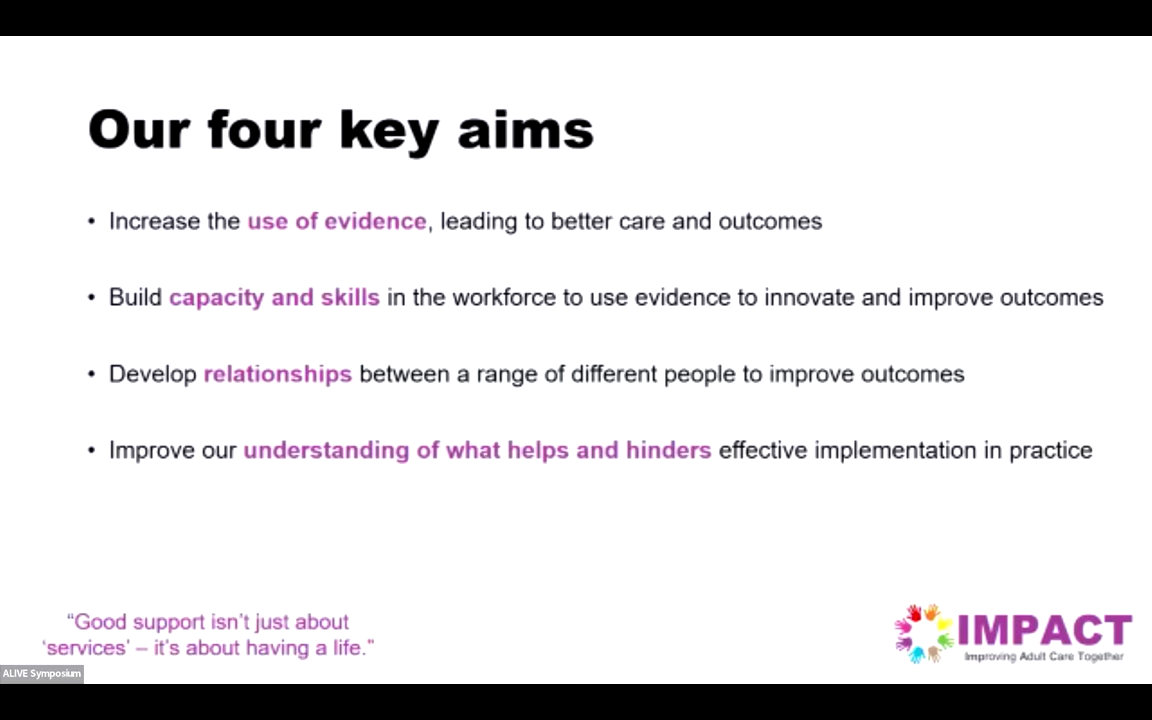 Our four key aims
• Increase the use of evidence, leading to better care and outcomes
• Build capacity and skills in the workforce to use evidence to innovate and improve outcomes
• Develop relationships between a range of different people to improve outcomes
• Improve our understanding of what helps and hinders effective implementation in practice
“Good support isn’t just about
‘services’ – it’s about having a life.”
IMPACT
Improving Adult Care Together
ALIVE Symposium